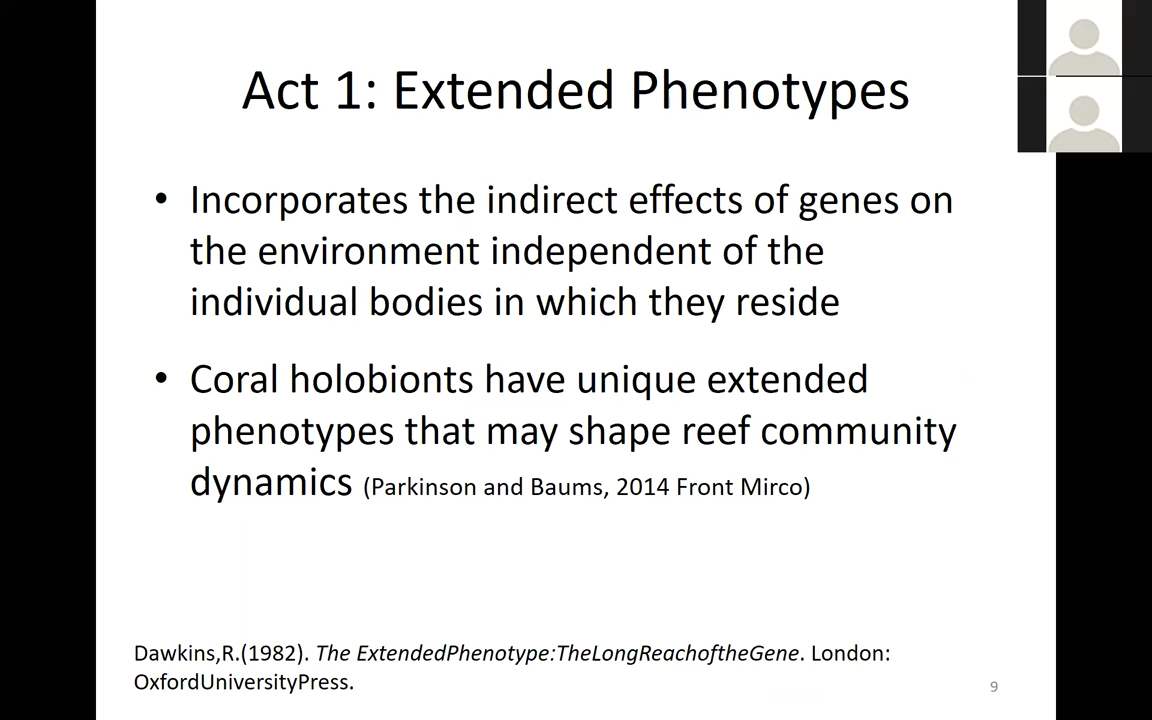 Act 1: Extended Phenotypes
• Incorporates the indirect effects of genes on
the environment independent of the
individual bodies in which they reside
• Coral holobionts have unique extended
phenotypes that may shape reef community
dynamics (Parkinson and Baums, 2014 Front Mirco)
Dawkins,R.(1982). The ExtendedPhenotype:TheLongReachoftheGene. London:
OxfordUniversityPress.
9